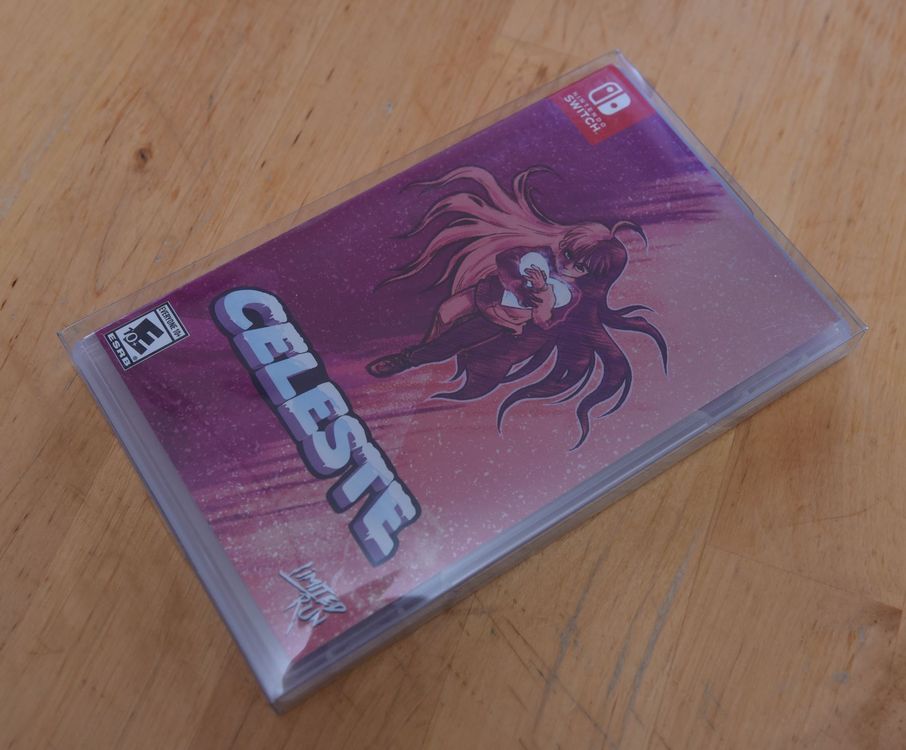 NINTENDO
SWITCH.
CELESTE
EVERYONE 10+
E
10+
ESRB
LIMITED
RUN